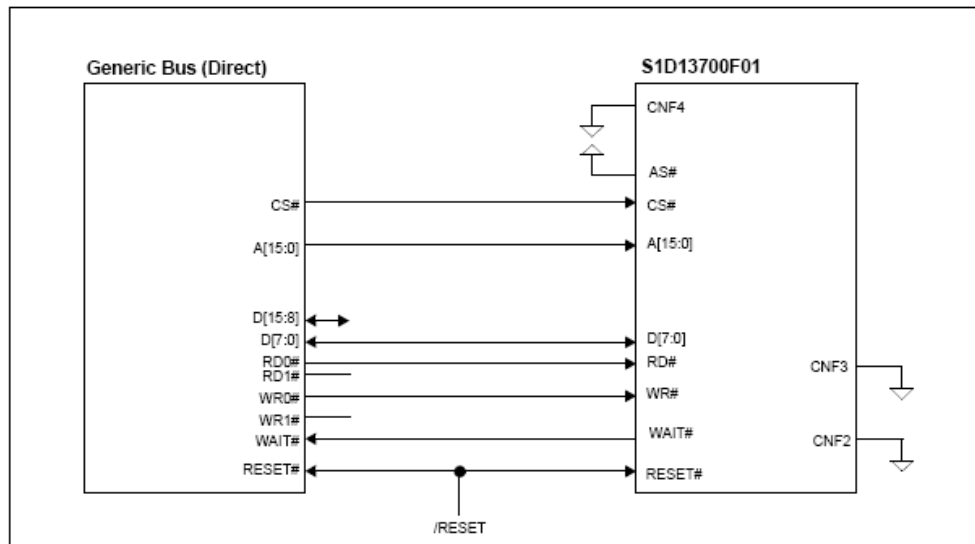 Generic Bus (Direct)
S1D13700F01
CNF4
AS#
CS#
CS#
A[15:0]
A[15:0]
D[15:8]
D[7:0]
D[7:0]
RD0#
RD#
RD1#
CNF3
WR0#
WR#
WR1#
WAIT#
WAIT#
CNF2
RESET#
RESET#
/RESET